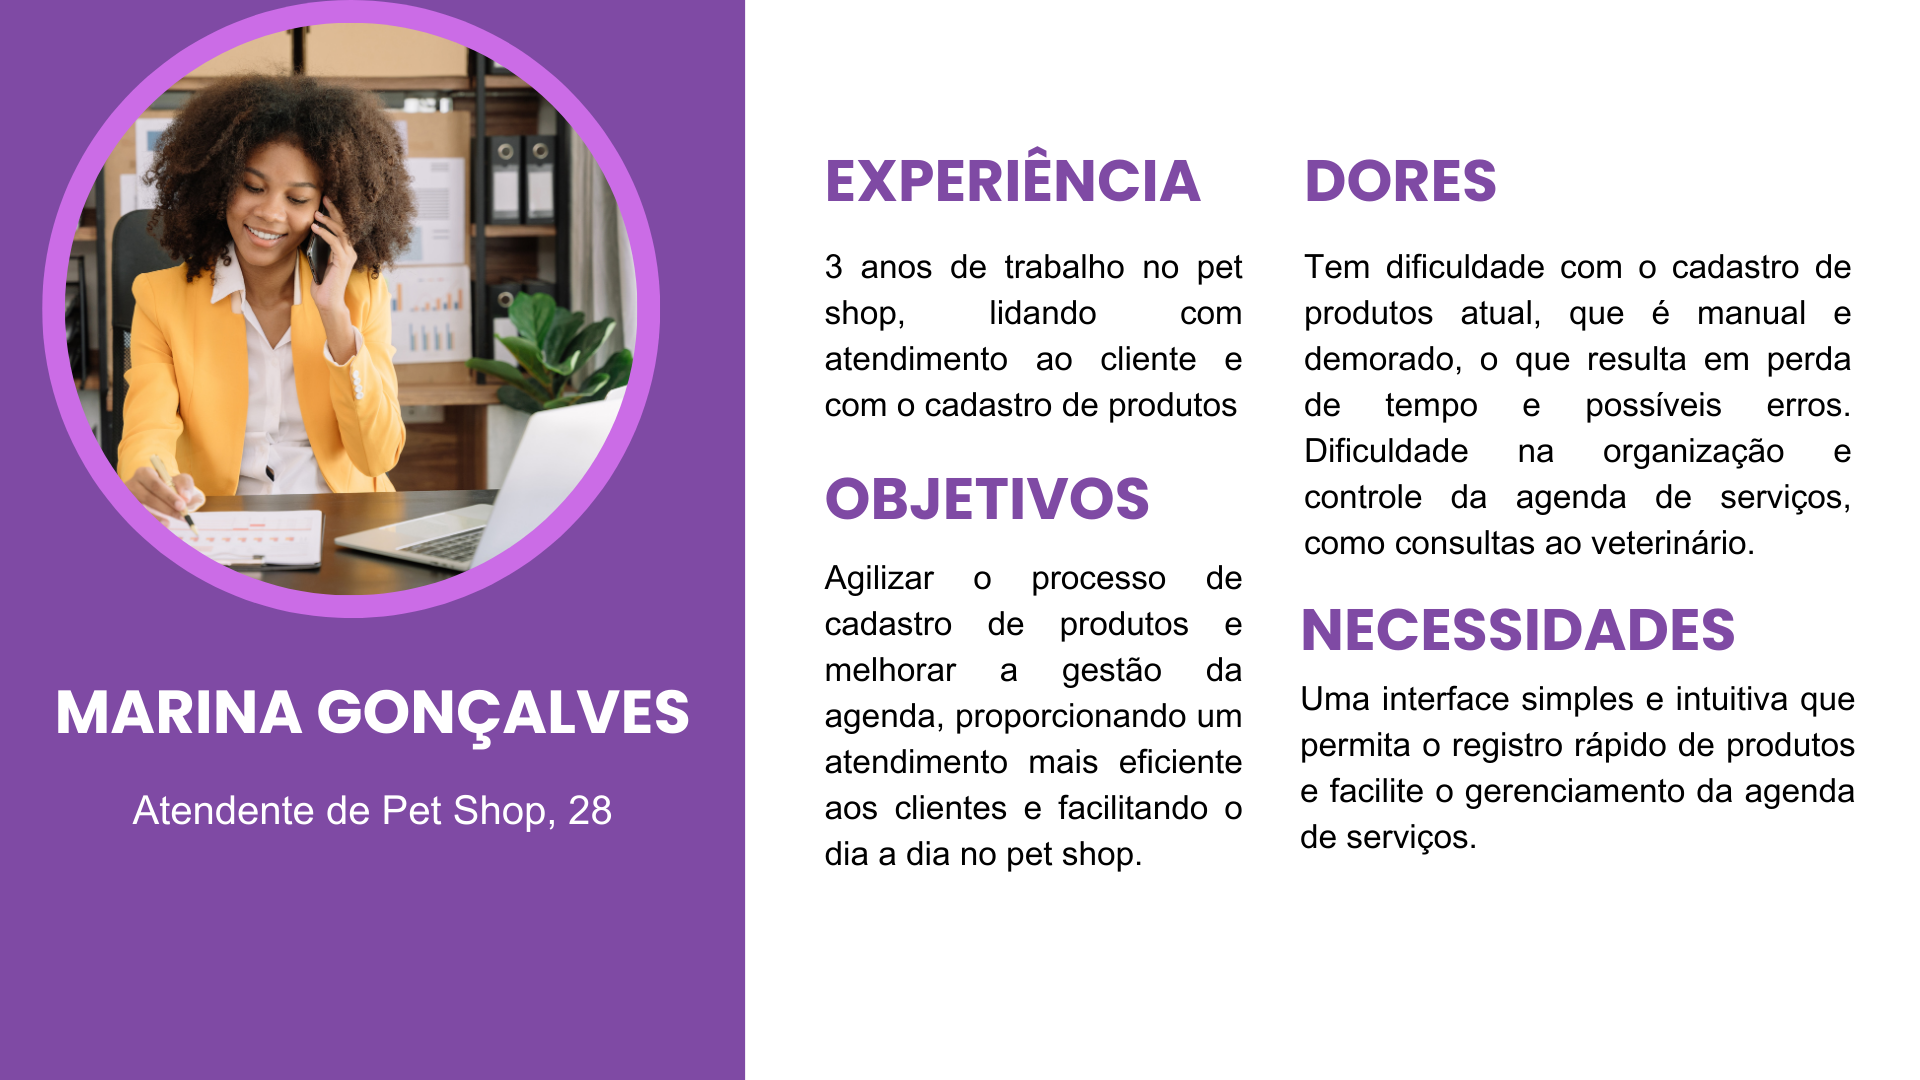 MARINA GONÇALVES
Atendente de Pet Shop, 28
EXPERIÊNCIA
3 anos de trabalho no pet
shop, lidando com
atendimento ao cliente e
com o cadastro de produtos
OBJETIVOS
Agilizar o processo de
cadastro de produtos e
melhorar a gestão da
agenda, proporcionando um
atendimento mais eficiente
aos clientes e facilitando o
dia a dia no pet shop.
DORES
Tem dificuldade com o cadastro de
produtos atual, que é manual e
demorado, o que resulta em perda
de tempo e possíveis erros.
Dificuldade na organização e
controle da agenda de serviços,
como consultas ao veterinário.
NECESSIDADES
Uma interface simples e intuitiva que
permita o registro rápido de produtos
e facilite o gerenciamento da agenda
de serviços.